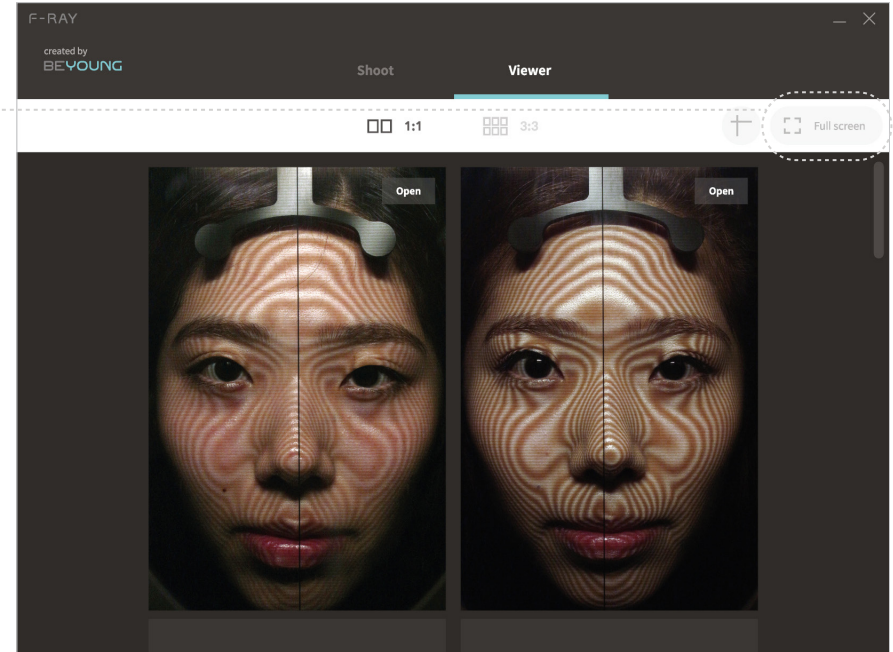 F-RAY
created by
BEYOUNG
Shoot
Viewer
1:1
3:3
Full screen
Open
Open